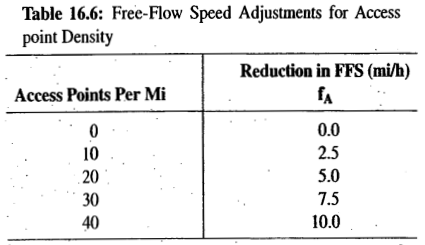 Table 16.6: Free-Flow Speed Adjustments for Access
point Density
Access Points Per Mi
Reduction in FFS (mi/h)
fA
0 0.0
10 2.5
20 5.0
30 7.5
40 10.0